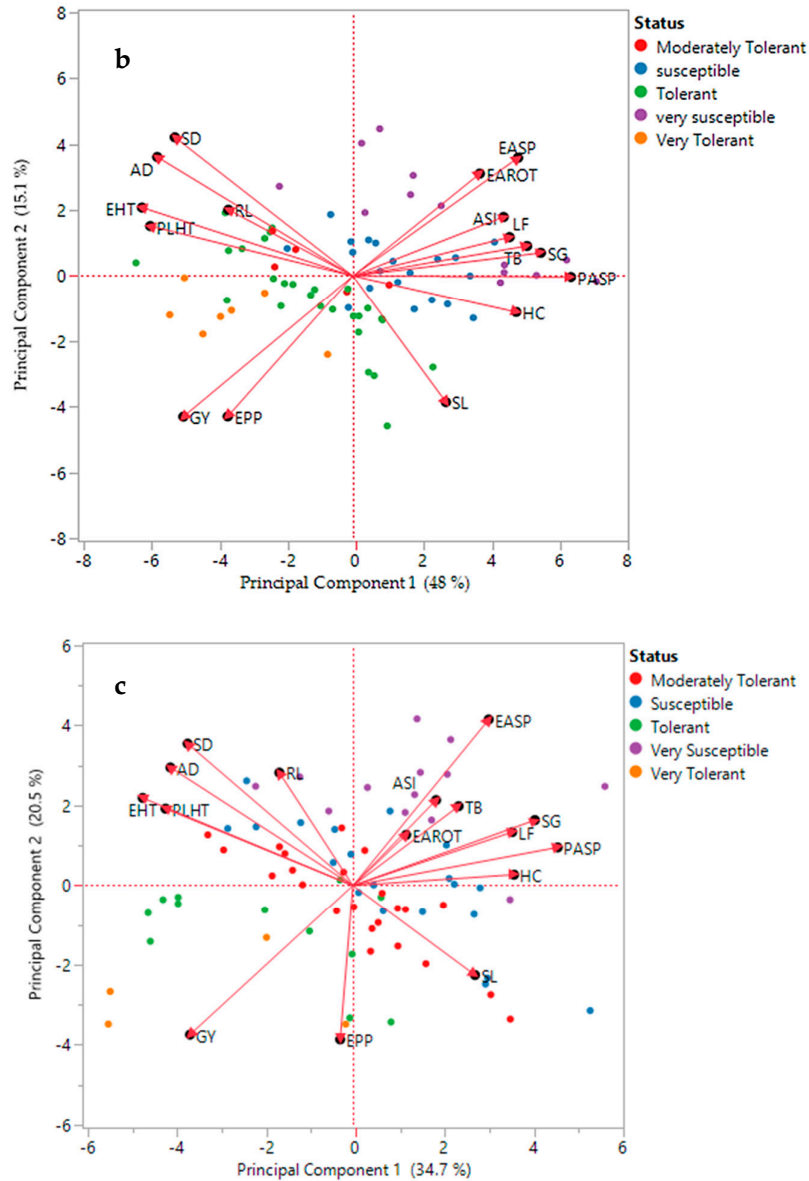 b
Status
Moderately Tolerant
susceptible
Tolerant
very susceptible
Very Tolerant
8
6
4
2
0
-2
-4
-6
-8
Principal Component 2 (15.1 %)
SD
AD
EHT
RL
PLHT
EASP
EAROT
ASI
LF
TB
SG
PASP
HC
SL
GY
EPP
-8
-6
-4
-2
0
2
4
6
8
Principal Component 1 (48 %)
c
Status
Moderately Tolerant
Susceptible
Tolerant
Very Susceptible
Very Tolerant
6
4
2
0
-2
-4
-6
Principal Component 2 (20.5 %)
EASP
SD
AD
RL
ASI
EHT
PLHT
TB
SG
EAROT
LF
PASP
HC
SL
GY
EPP
-6
-4
-2
0
2
4
6
Principal Component 1 (34.7 %)